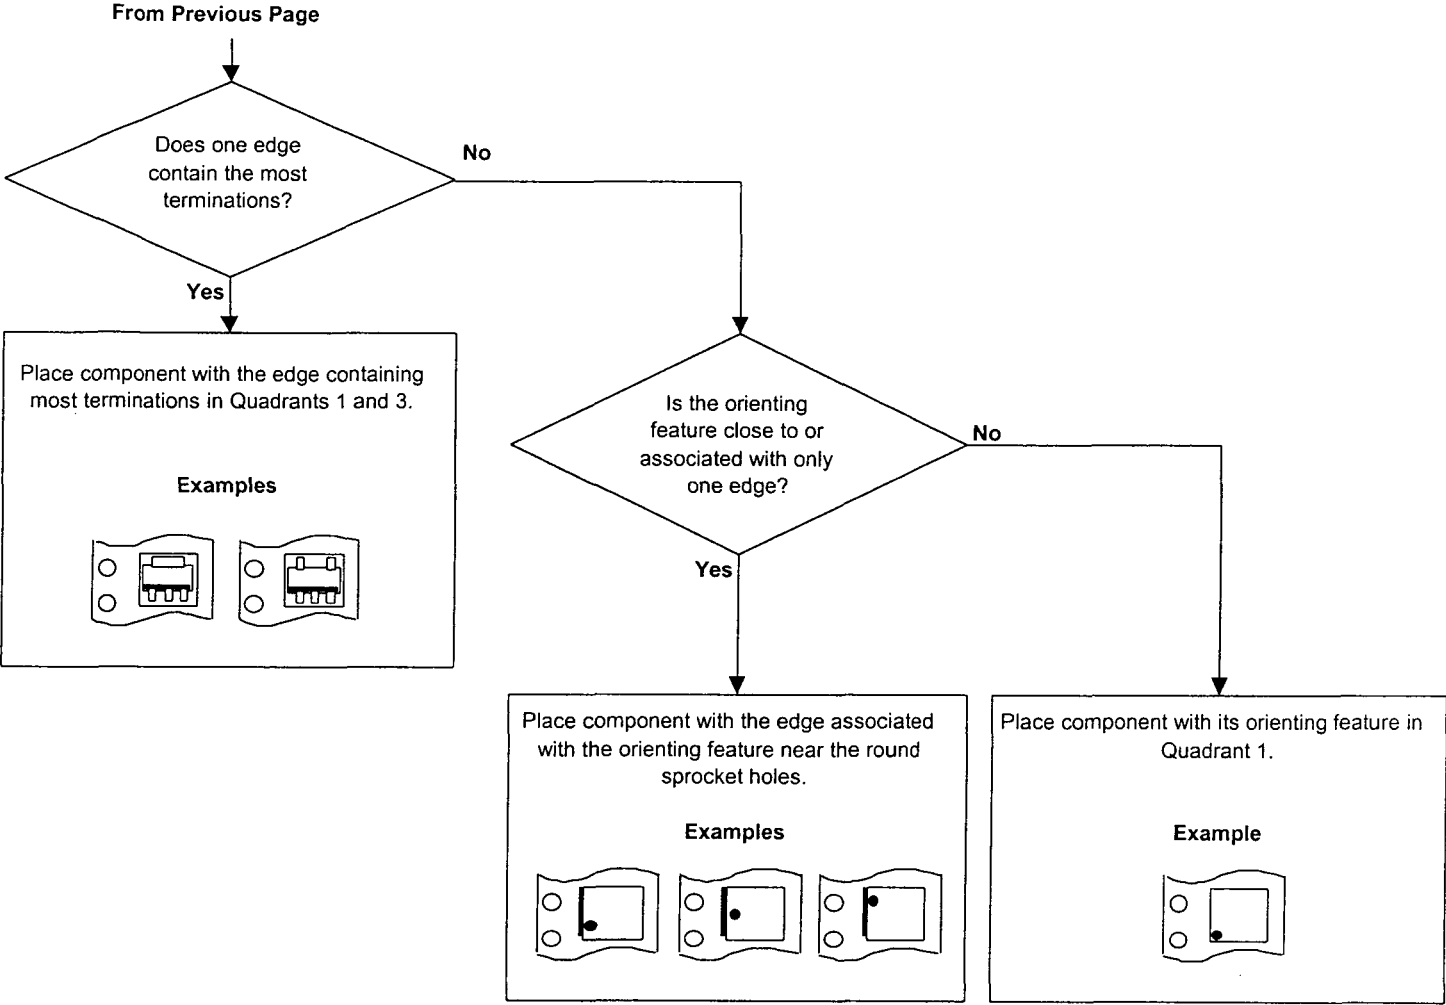 From Previous Page
Does one edge
contain the most
terminations?
No
Yes
Place component with the edge containing
most terminations in Quadrants 1 and 3.
Examples
Is the orienting
feature close to or
associated with only
one edge?
No
Yes
Place component with the edge associated
with the orienting feature near the round
sprocket holes.
Examples
Place component with its orienting feature in
Quadrant 1.
Example